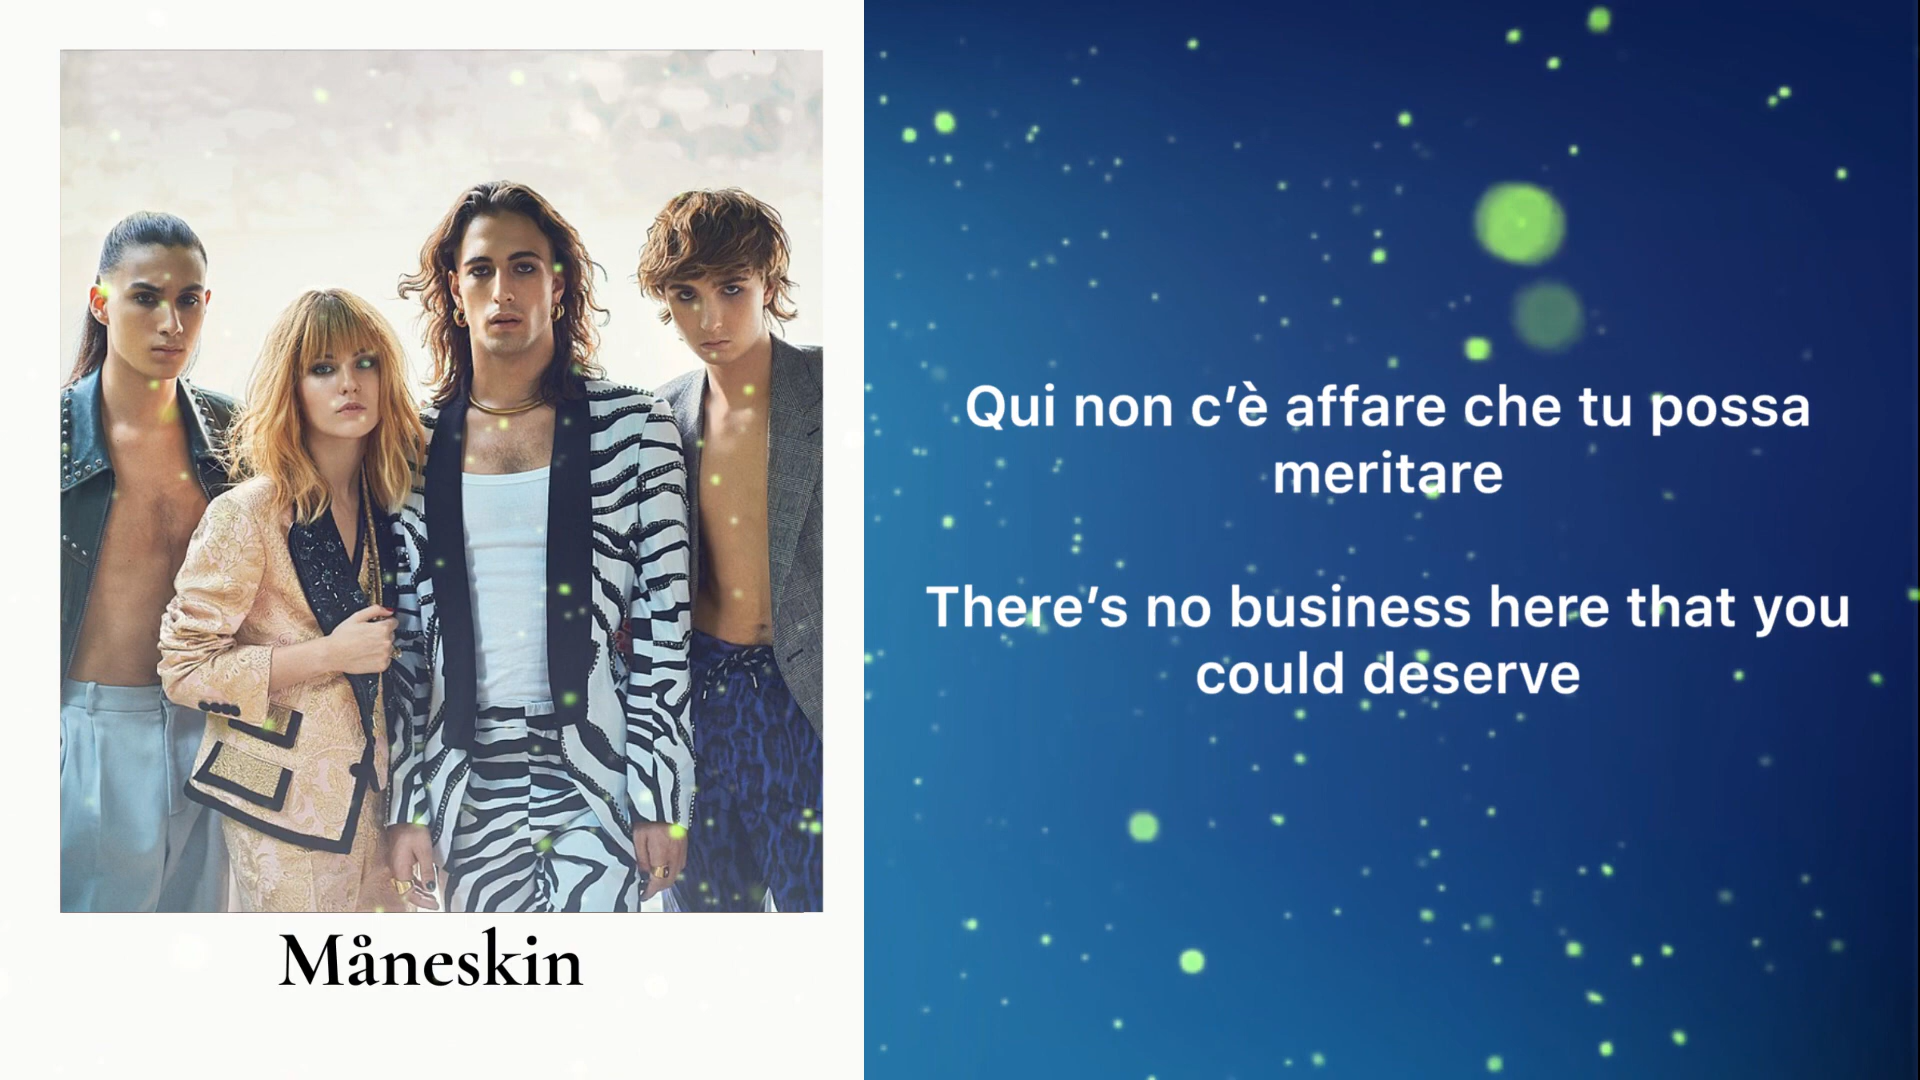 Måneskin
Qui non c’è affare che tu possa
meritare
There’s no business here that you
could deserve